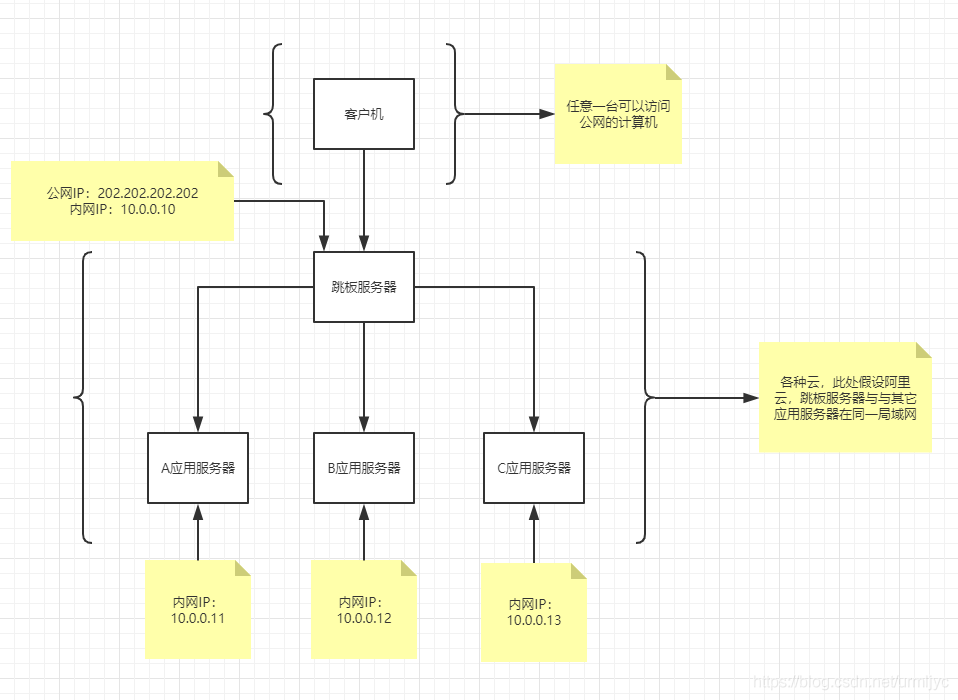 客户机
任意一台可以访问
公网的计算机
公网IP：202.202.202.202
内网IP：10.0.0.10
跳板服务器
各种云，此处假设阿里
云，跳板服务器与与其它
应用服务器在同一局域网
A应用服务器
B应用服务器
C应用服务器
内网IP：
10.0.0.11
内网IP：
10.0.0.12
内网IP：
10.0.0.13
https://blog.csdn.net/urmljyc